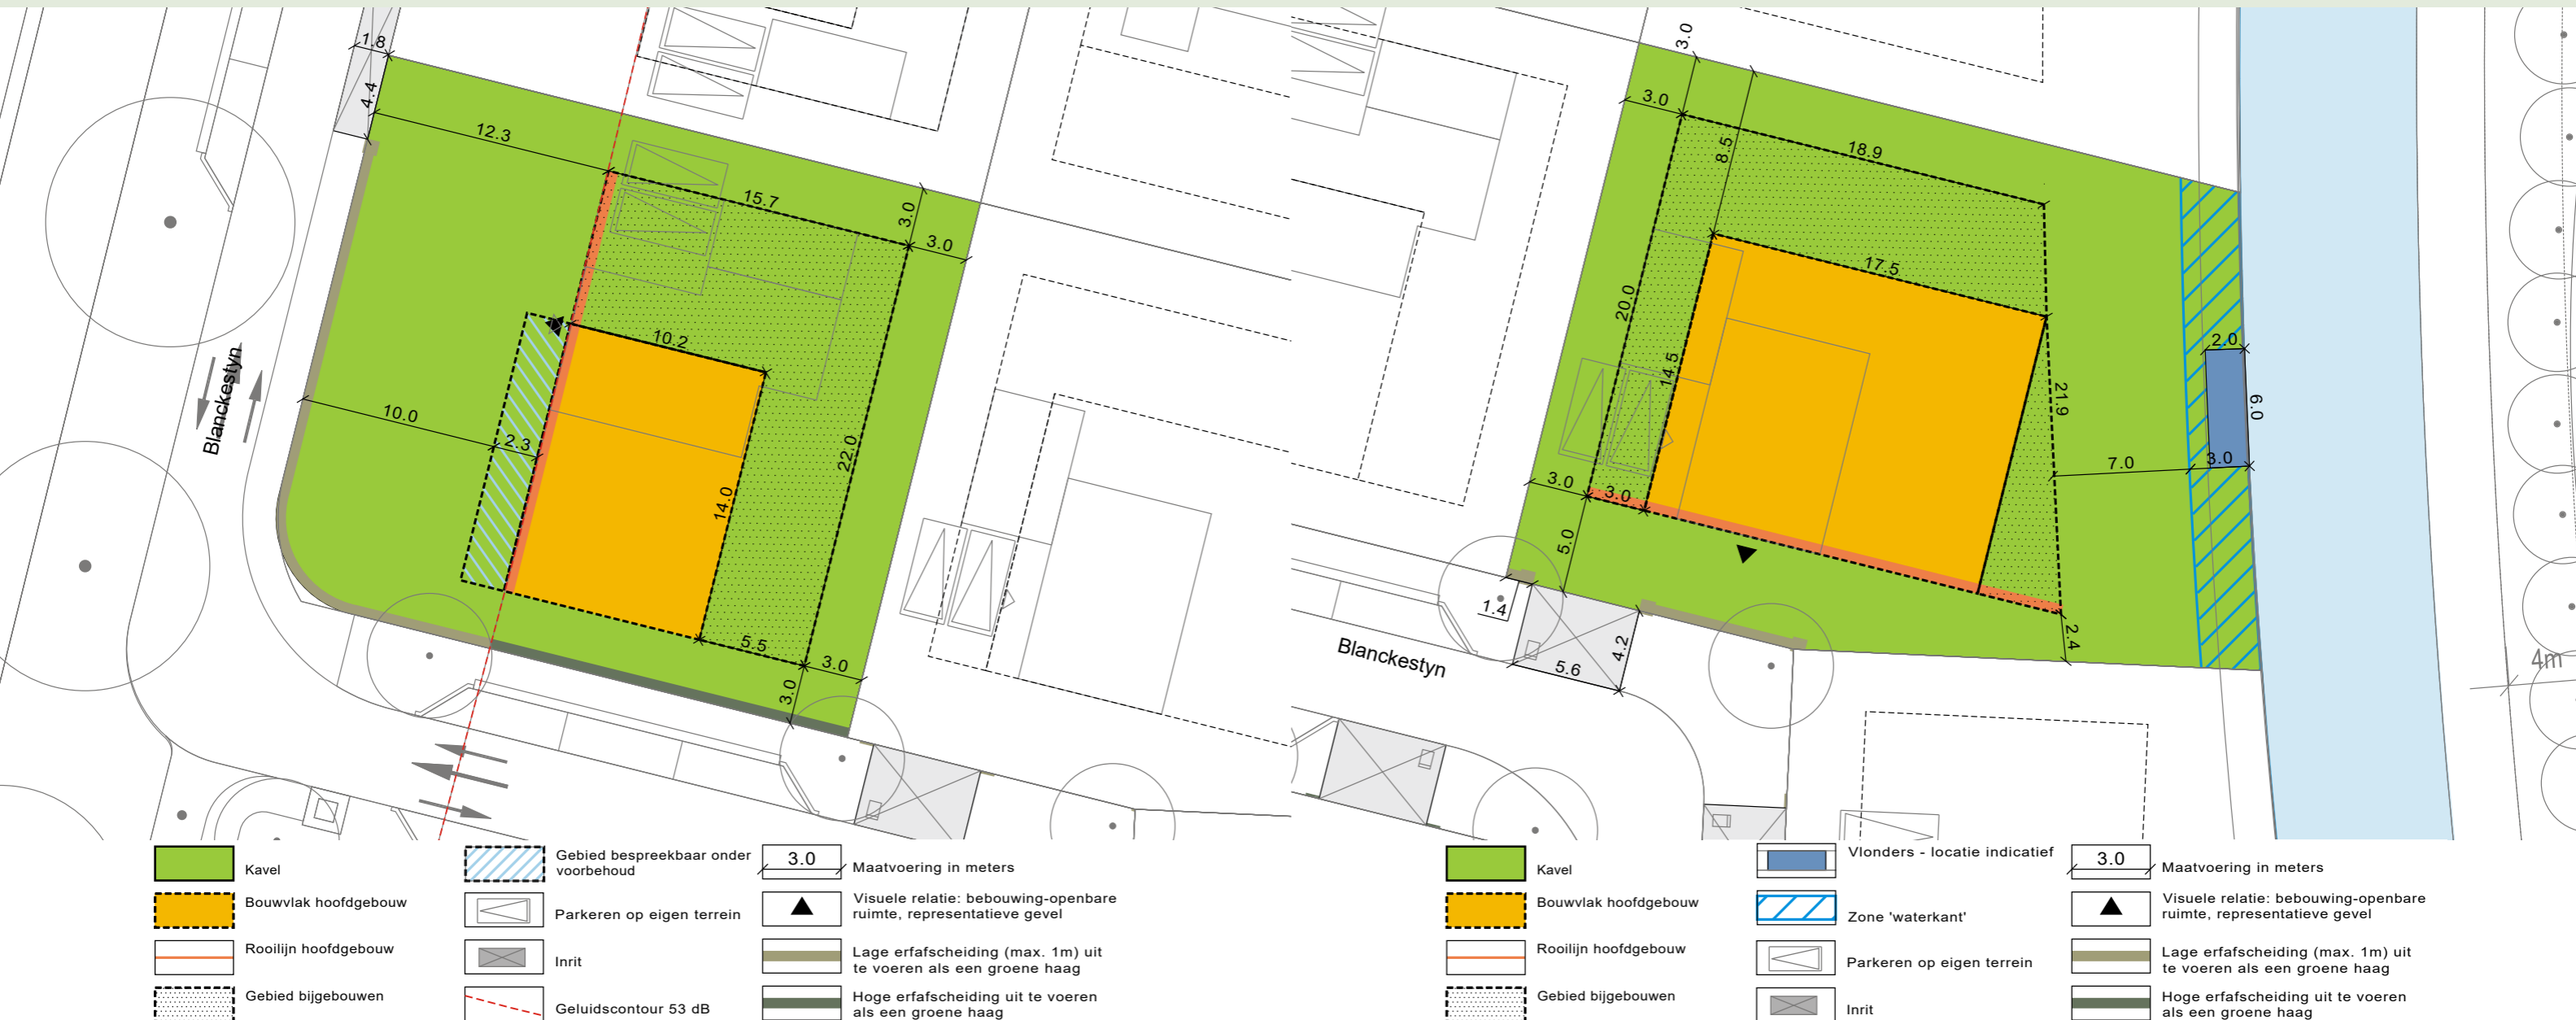 1.8
4.4
12.3
15.7
3.0
3.0
10.2
10.0
2.3
22.0
14.0
5.5
3.0
3.0
Blanckestyn
3.0
3.0
8.5
18.9
17.5
20.0
14.5
21.9
2.0
6.0
7.0
3.0
3.0
3.0
5.0
1.4
4.2
5.6
2.4
Blanckestyn
4m
Kavel
Bouwvlak hoofdgebouw
Rooilijn hoofdgebouw
Gebied bijgebouwen
Gebied bespreekbaar onder
voorbehoud
Parkeren op eigen terrein
Inrit
Geluidscontour 53 dB
3.0
Maatvoering in meters
Visuele relatie: bebouwing-openbare
ruimte, representatieve gevel
Lage erfafscheiding (max. 1m) uit
te voeren als een groene haag
Hoge erfafscheiding uit te voeren
als een groene haag
Kavel
Bouwvlak hoofdgebouw
Rooilijn hoofdgebouw
Gebied bijgebouwen
Vlonders - locatie indicatief
Zone 'waterkant'
Parkeren op eigen terrein
Inrit
3.0
Maatvoering in meters
Visuele relatie: bebouwing-openbare
ruimte, representatieve gevel
Lage erfafscheiding (max. 1m) uit
te voeren als een groene haag
Hoge erfafscheiding uit te voeren
als een groene haag